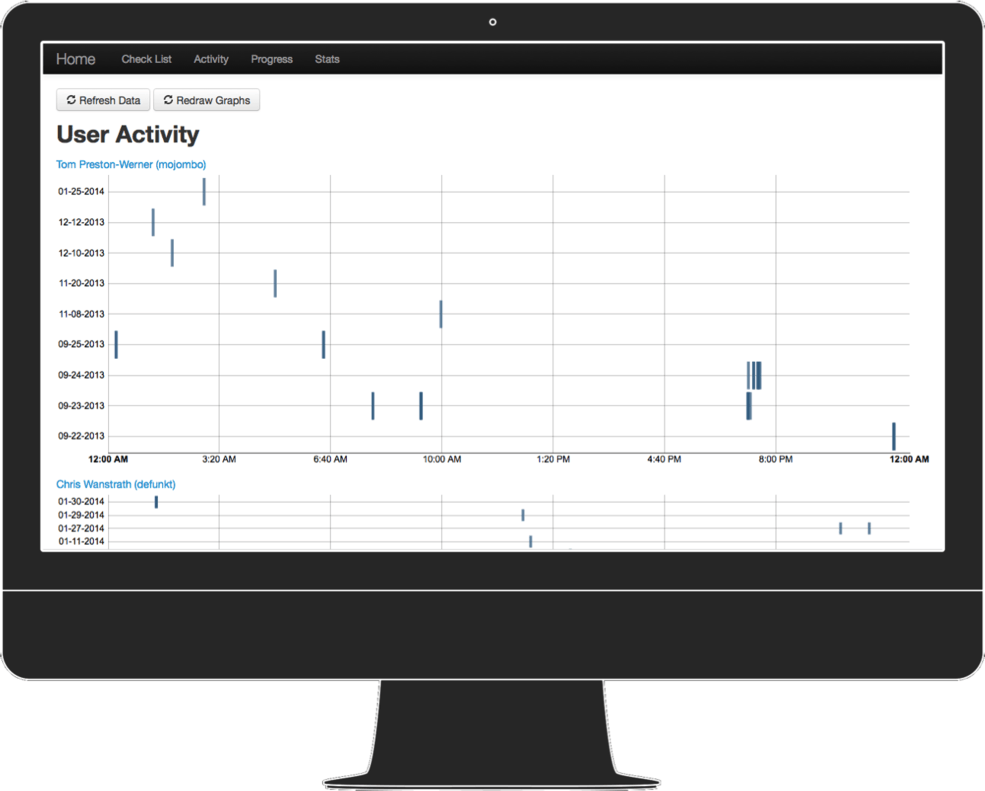 Home Check List Activity Progress Stats
Refresh Data Redraw Graphs
User Activity
Tom Preston-Werner (mojombo)
01-25-2014
12-12-2013
12-10-2013
11-20-2013
11-08-2013
09-25-2013
09-24-2013
09-23-2013
09-22-2013
12:00 AM 3:20 AM 6:40 AM 10:00 AM 1:20 PM 4:40 PM 8:00 PM 12:00 AM
Chris Wanstrath (defunkt)
01-30-2014
01-29-2014
01-27-2014
01-11-2014